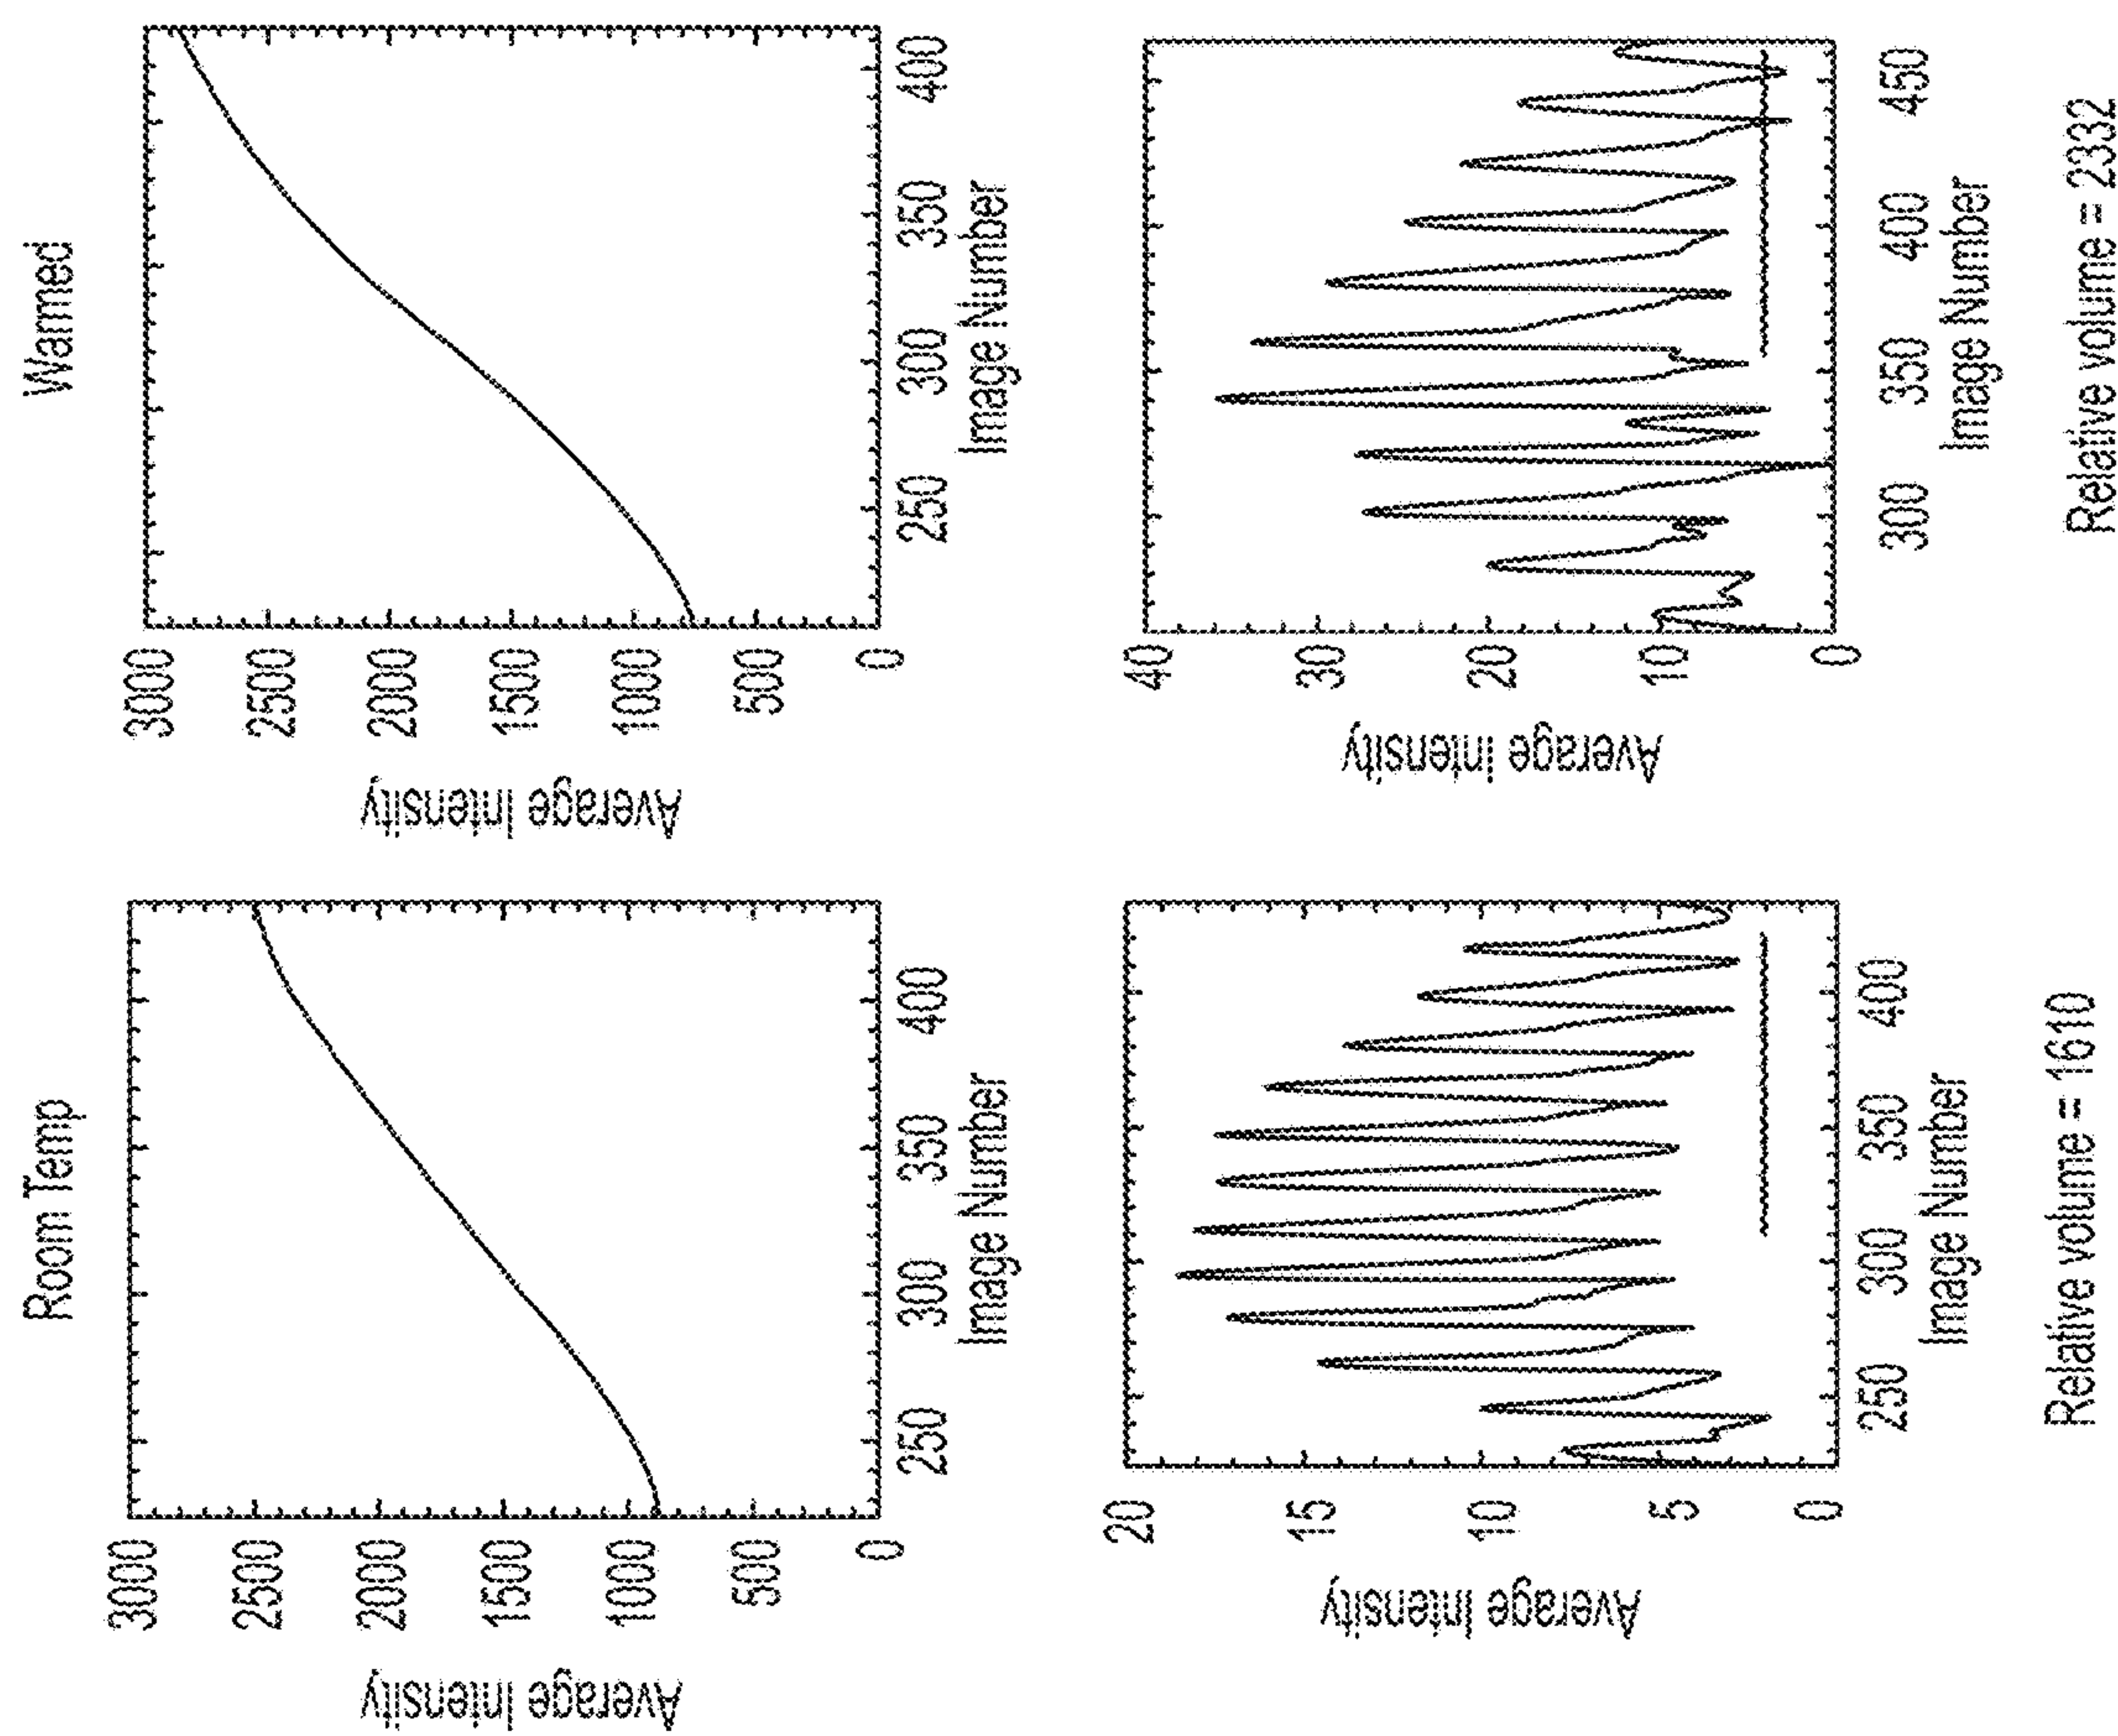 Room Temp
Average Intensity
3000
2500
2000
1500
1000
500
0
250 300 350 400
Image Number
Warmed
Average Intensity
3000
2500
2000
1500
1000
500
0
250 300 350 400
Image Number
Average Intensity
20
15
10
5
0
250 300 350 400
Image Number
Relative volume = 1610
Average Intensity
40
30
20
10
0
300 350 400 450
Image Number
Relative volume = 2332